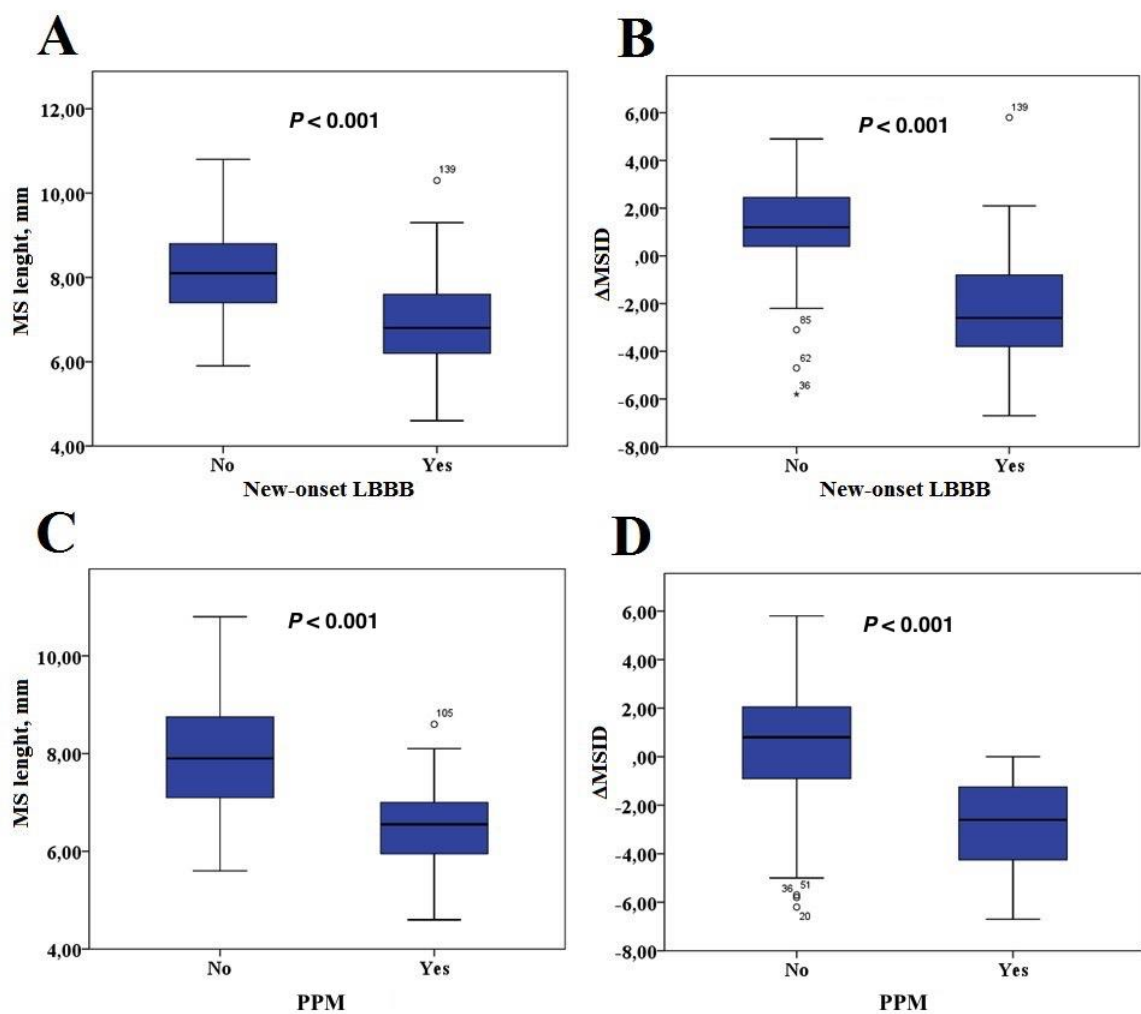 A
MS lenght, mm
12,00
10,00
8,00
6,00
4,00
P < 0.001
139
No
Yes
New-onset LBBB
B
ΔMSID
6,00
4,00
2,00
,00
-2,00
-4,00
-6,00
-8,00
P < 0.001
139
85
62
36
No
Yes
New-onset LBBB
C
MS lenght, mm
10,00
8,00
6,00
4,00
P < 0.001
105
No
Yes
PPM
D
ΔMSID
6,00
4,00
2,00
,00
-2,00
-4,00
-6,00
-8,00
P < 0.001
36 51
20
No
Yes
PPM